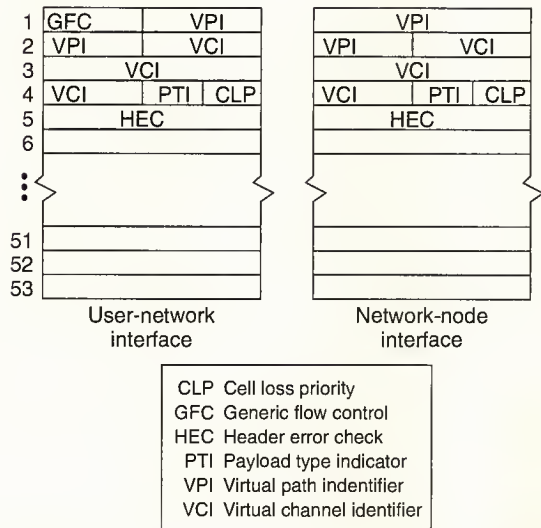 1 GFC VPI VPI
2 VPI VCI VPI VCI
3 VCI VCI
4 VCI PTI CLP VCI PTI CLP
5 HEC HEC
6
51
52
53
User-network interface
Network-node interface
CLP Cell loss priority
GFC Generic flow control
HEC Header error check
PTI Payload type indicator
VPI Virtual path indentifier
VCI Virtual channel identifier